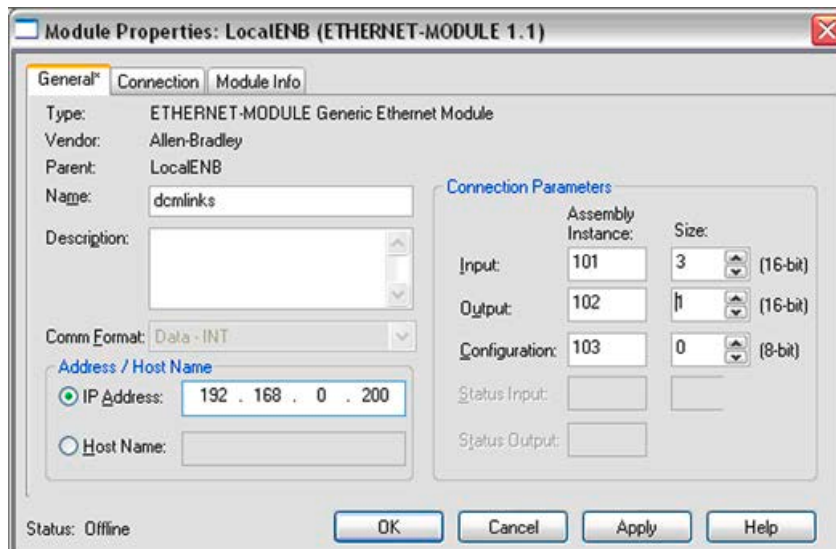 Module Properties: LocalENB (ETHERNET-MODULE 1.1)
General* Connection Module Info
Type: ETHERNET-MODULE Generic Ethernet Module
Vendor: Allen-Bradley
Parent: LocalENB
Name: dcmlinks
Description:
Comm Format: Data - INT
Address / Host Name
IP Address: 192 . 168 . 0 . 200
Host Name:
Connection Parameters
Assembly Instance: Size:
Input: 101 3 (16-bit)
Output: 102 1 (16-bit)
Configuration: 103 0 (8-bit)
Status Input:
Status Output:
Status: Offline
OK Cancel Apply Help